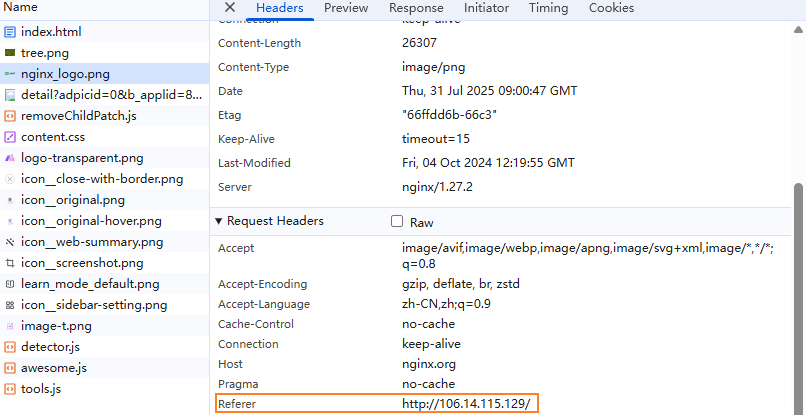 Name
index.html
tree.png
nginx_logo.png
detail?adpicid=0&b_applid=8...
removeChildPatch.js
content.css
logo-transparent.png
icon__close-with-border.png
icon__original.png
icon__original-hover.png
icon__web-summary.png
icon__screenshot.png
learn_mode_default.png
icon__sidebar-setting.png
image-t.png
detector.js
awesome.js
tools.js
Headers Preview Response Initiator Timing Cookies
Connection keep-alive
Content-Length 26307
Content-Type image/png
Date Thu, 31 Jul 2025 09:00:47 GMT
Etag "66ffdd6b-66c3"
Keep-Alive timeout=15
Last-Modified Fri, 04 Oct 2024 12:19:55 GMT
Server nginx/1.27.2
Request Headers Raw
Accept image/avif,image/webp,image/apng,image/svg+xml,image/*,*/*;
q=0.8
Accept-Encoding gzip, deflate, br, zstd
Accept-Language zh-CN,zh;q=0.9
Cache-Control no-cache
Connection keep-alive
Host nginx.org
Pragma no-cache
Referer http://106.14.115.129/